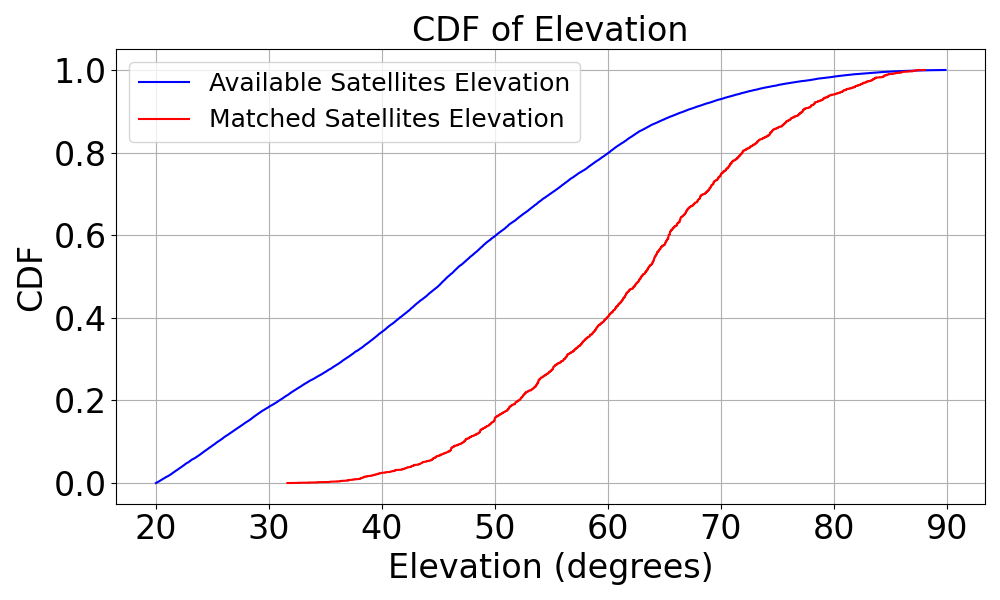 CDF of Elevation
Available Satellites Elevation
Matched Satellites Elevation
CDF
1.0
0.8
0.6
0.4
0.2
0.0
20 30 40 50 60 70 80 90
Elevation (degrees)